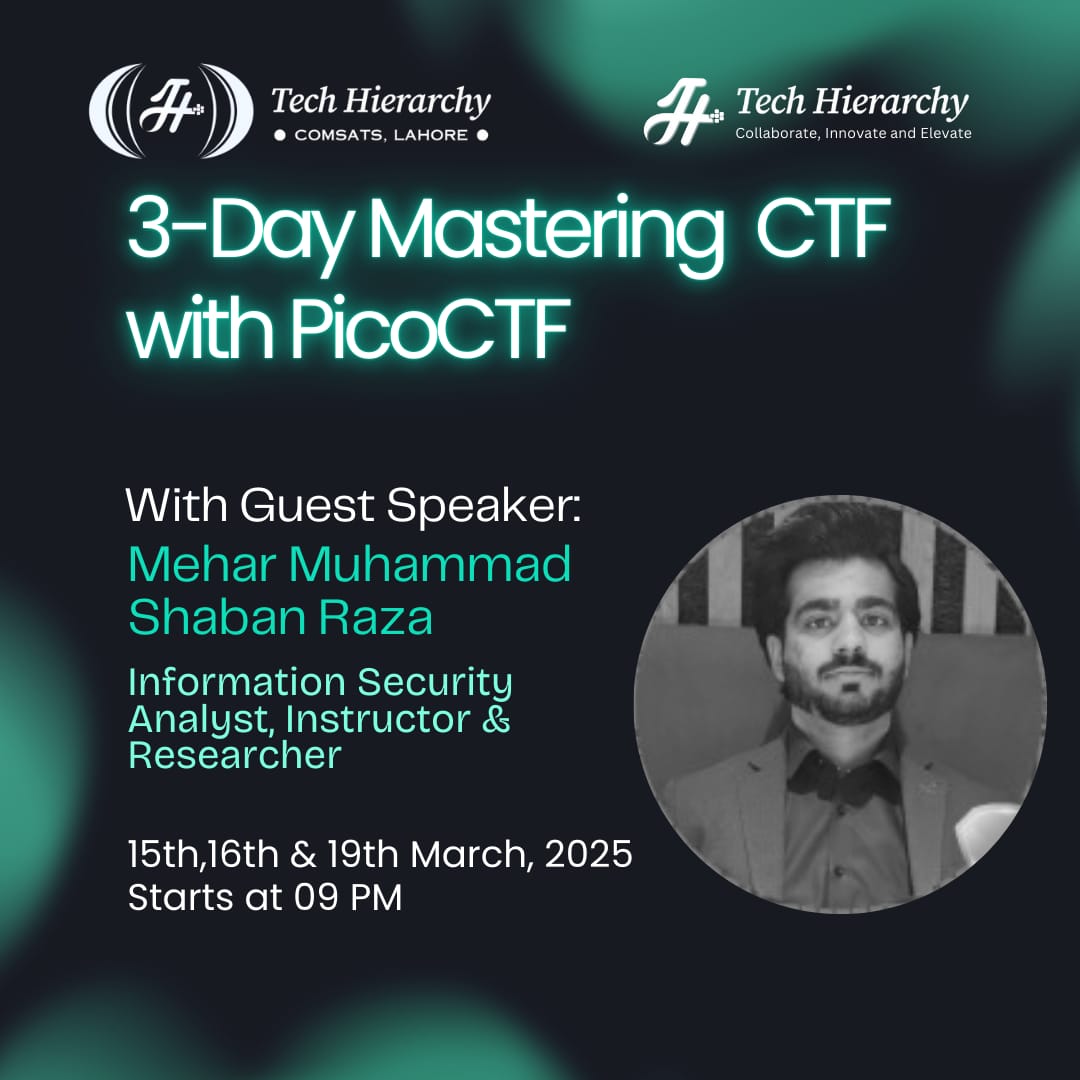 Tech Hierarchy
• COMSATS, LAHORE •
Tech Hierarchy
Collaborate, Innovate and Elevate
3-Day Mastering CTF
with PicoCTF
With Guest Speaker:
Mehar Muhammad
Shaban Raza
Information Security
Analyst, Instructor &
Researcher
15th,16th & 19th March, 2025
Starts at 09 PM